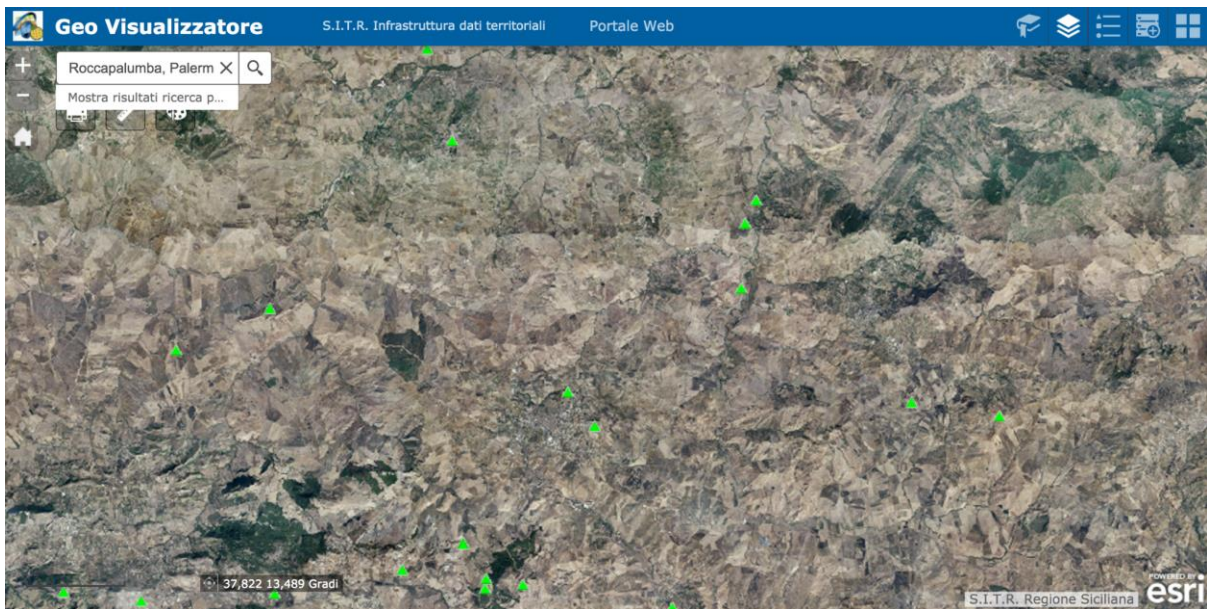 Geo Visualizzatore S.I.T.R. Infrastruttura dati territoriali Portale Web
Roccapalumba, Palerm
Mostra risultati ricerca p...
37,822 13,489 Gradi
S.I.T.R. Regione Siciliana
POWERED BY
esri